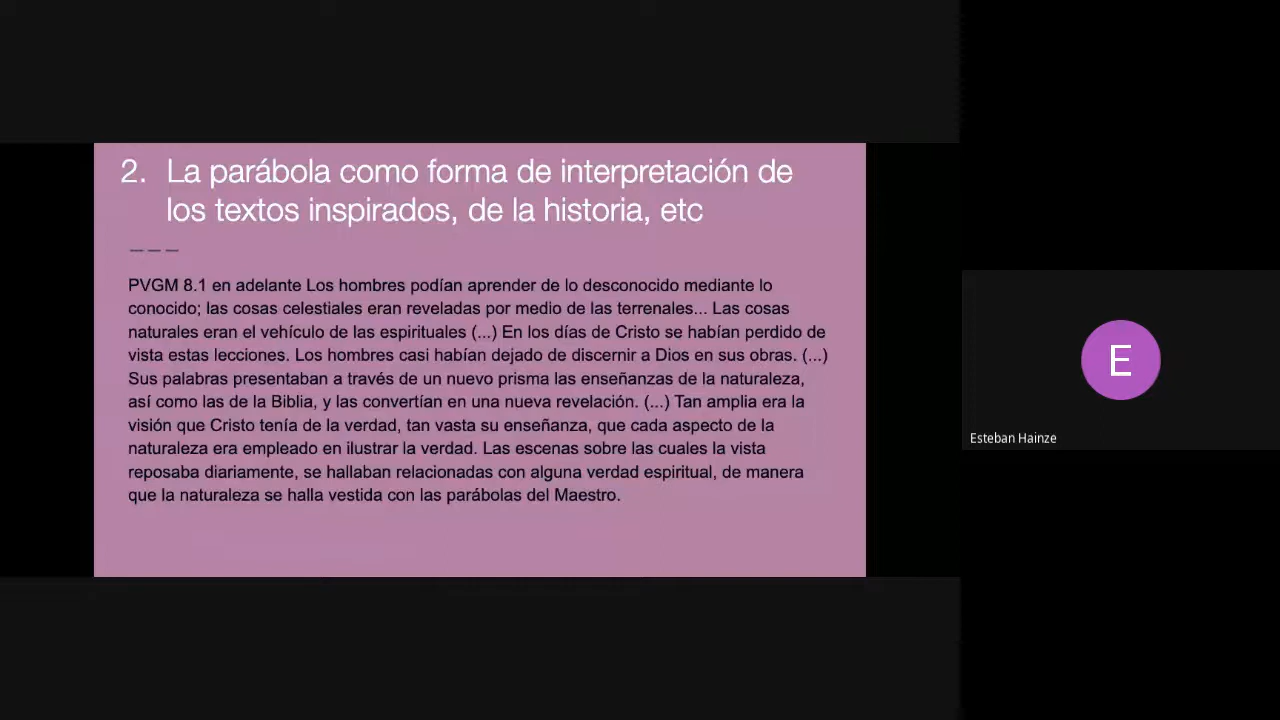 2. La parábola como forma de interpretación de
los textos inspirados, de la historia, etc
PVGM 8.1 en adelante Los hombres podían aprender de lo desconocido mediante lo
conocido; las cosas celestiales eran reveladas por medio de las terrenales... Las cosas
naturales eran el vehículo de las espirituales (...) En los días de Cristo se habían perdido de
vista estas lecciones. Los hombres casi habían dejado de discernir a Dios en sus obras. (...)
Sus palabras presentaban a través de un nuevo prisma las enseñanzas de la naturaleza,
así como las de la Biblia, y las convertían en una nueva revelación. (...) Tan amplia era la
visión que Cristo tenía de la verdad, tan vasta su enseñanza, que cada aspecto de la
naturaleza era empleado en ilustrar la verdad. Las escenas sobre las cuales la vista
reposaba diariamente, se hallaban relacionadas con alguna verdad espiritual, de manera
que la naturaleza se halla vestida con las parábolas del Maestro.
E
Esteban Hainze